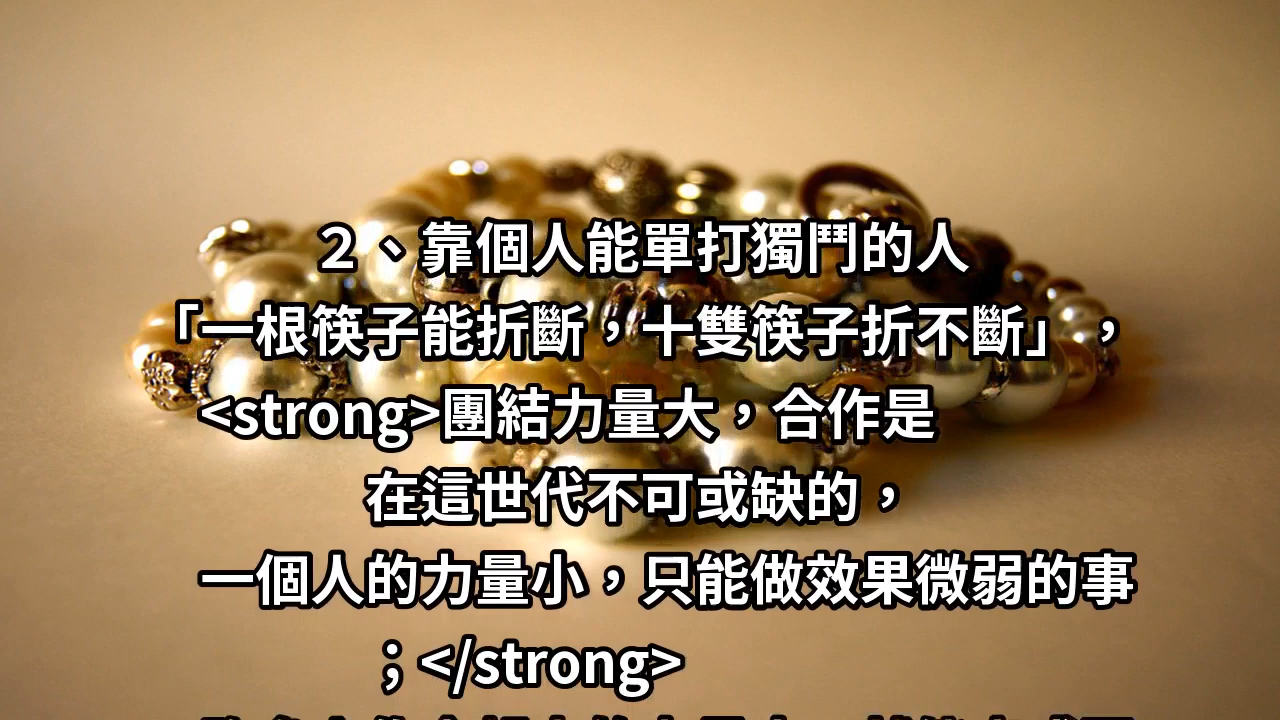 ２、靠個人能單打獨鬥的人
「一根筷子能折斷，十雙筷子折不斷」，
<strong>團結力量大，合作是
在這世代不可或缺的，
一個人的力量小，只能做效果微弱的事
；</strong>